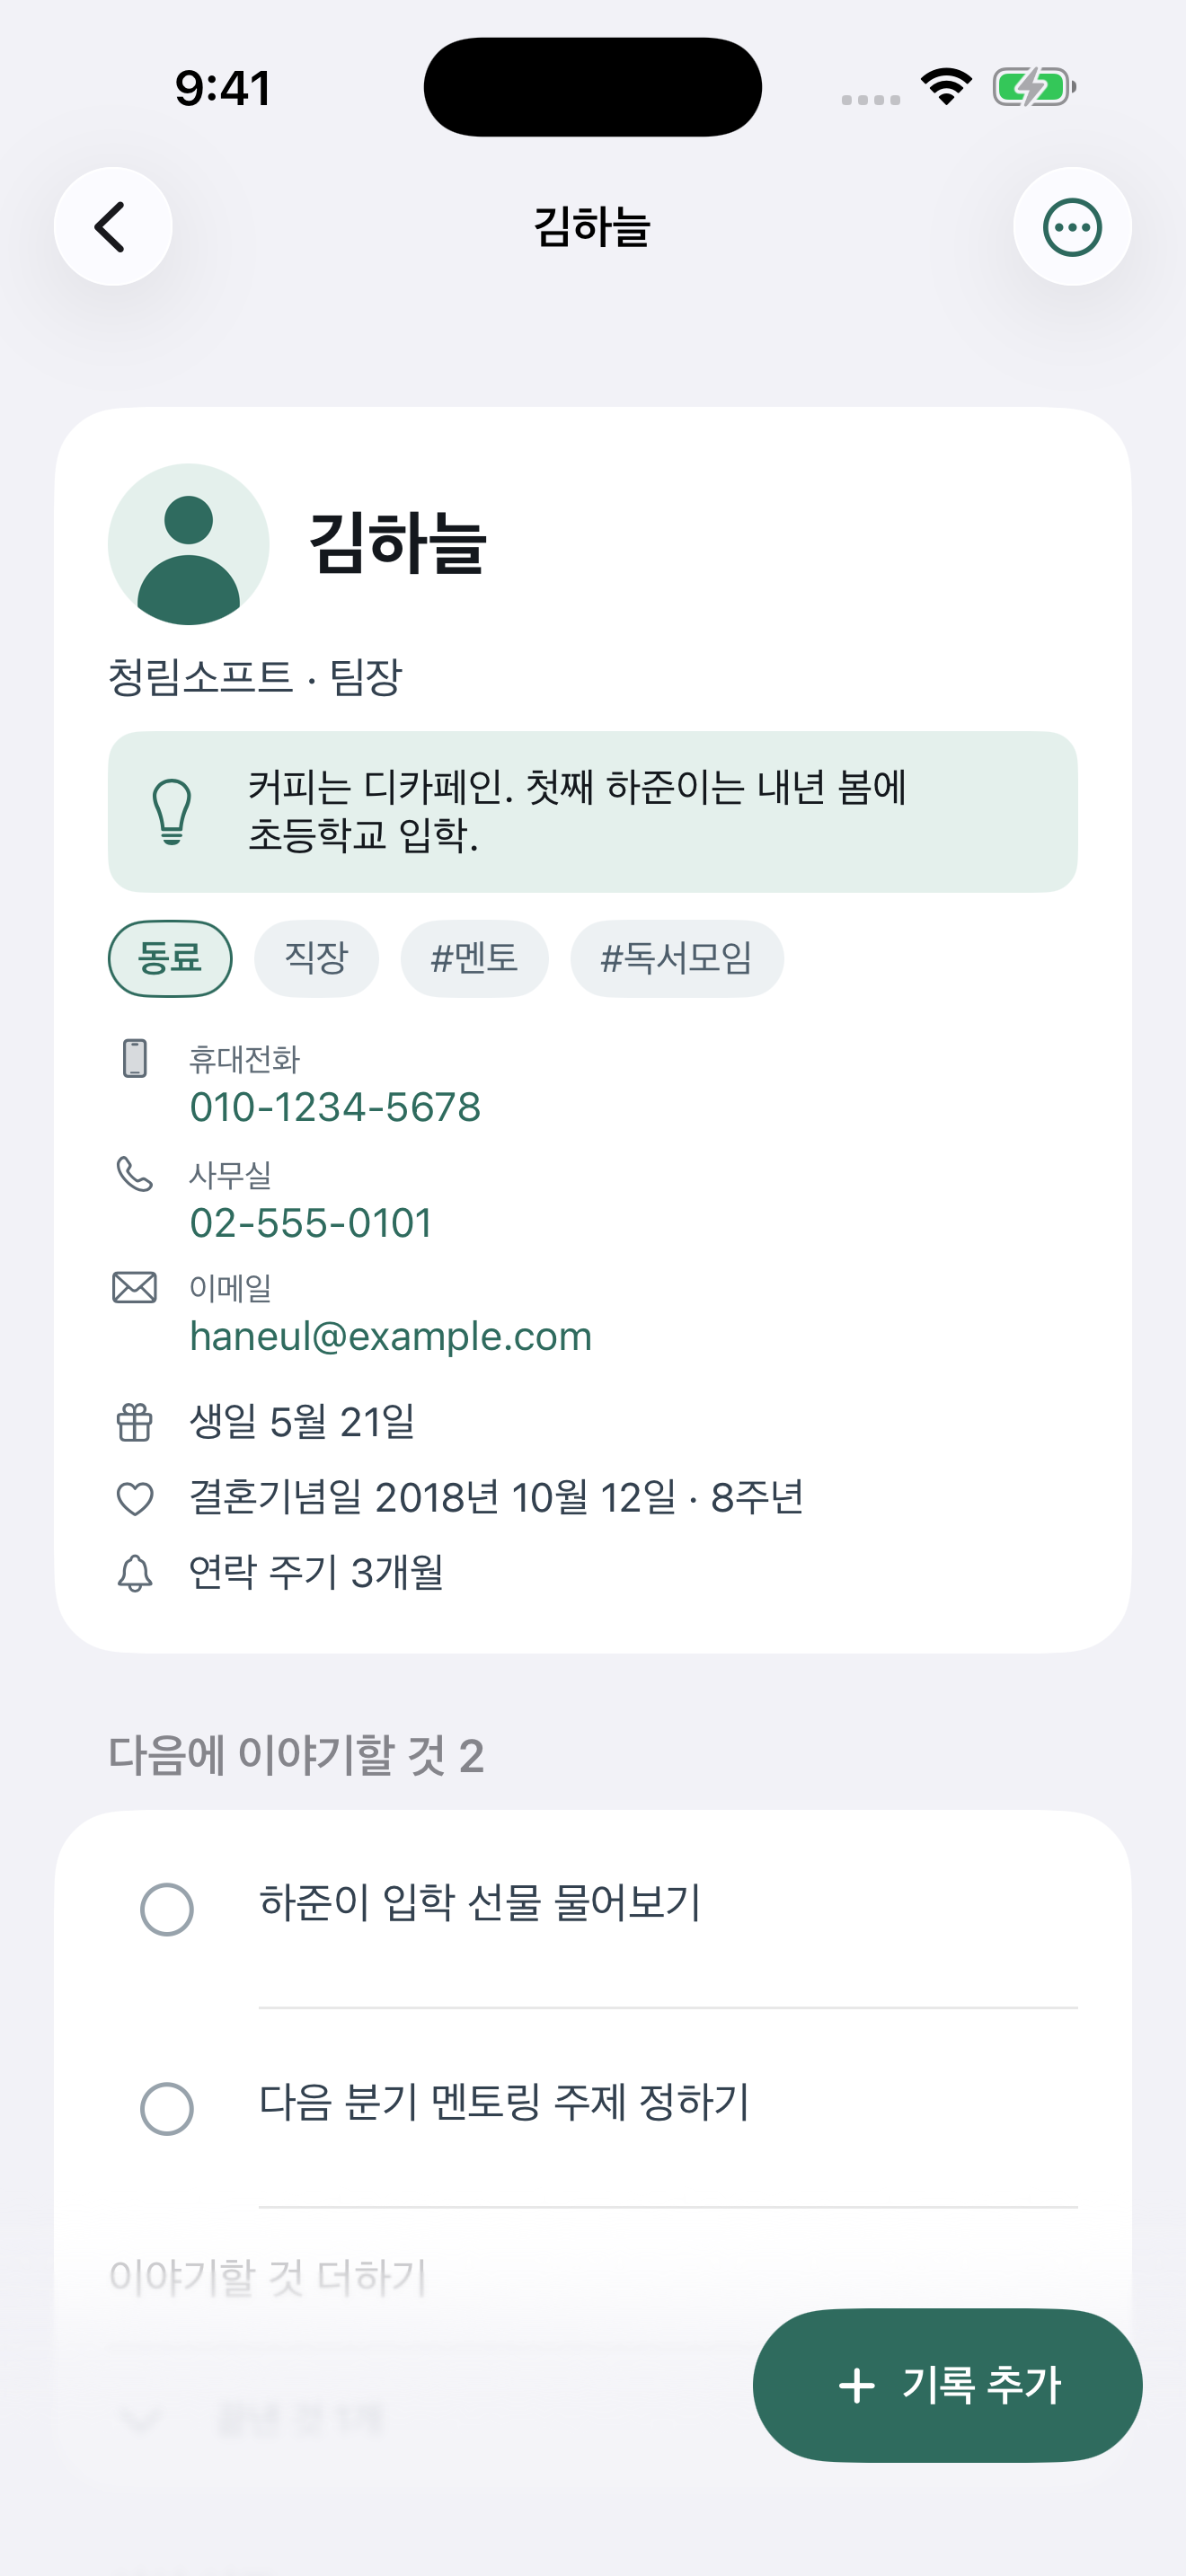 9:41
김하늘
김하늘
청림소프트 · 팀장
커피는 디카페인. 첫째 하준이는 내년 봄에
초등학교 입학.
동료 직장 #멘토 #독서모임
휴대전화
010-1234-5678
사무실
02-555-0101
이메일
haneul@example.com
생일 5월 21일
결혼기념일 2018년 10월 12일 · 8주년
연락 주기 3개월
다음에 이야기할 것 2
하준이 입학 선물 물어보기
다음 분기 멘토링 주제 정하기
이야기할 것 더하기
+ 기록 추가